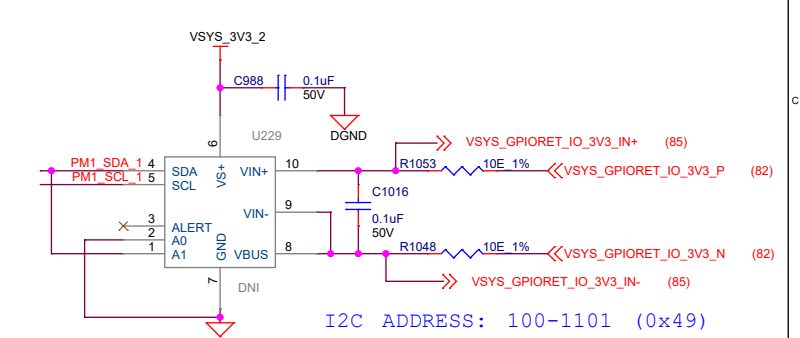 VSYS_3V3_2
C988
0.1uF
50V
C
6
U229
DGND
VSYS_GPIORET_IO_3V3_IN+ (85)
PM1_SDA_1 4 SDA VS+ VIN+ 10 R1053 10E_1% VSYS_GPIORET_IO_3V3_P (82)
PM1_SCL_1 5 SCL
C1016
VIN- 9
0.1uF
50V
3 ALERT
2 A0
1 A1 GND VBUS 8 R1048 10E_1% VSYS_GPIORET_IO_3V3_N (82)
7
DNI
VSYS_GPIORET_IO_3V3_IN- (85)
I2C ADDRESS: 100-1101 (0x49)